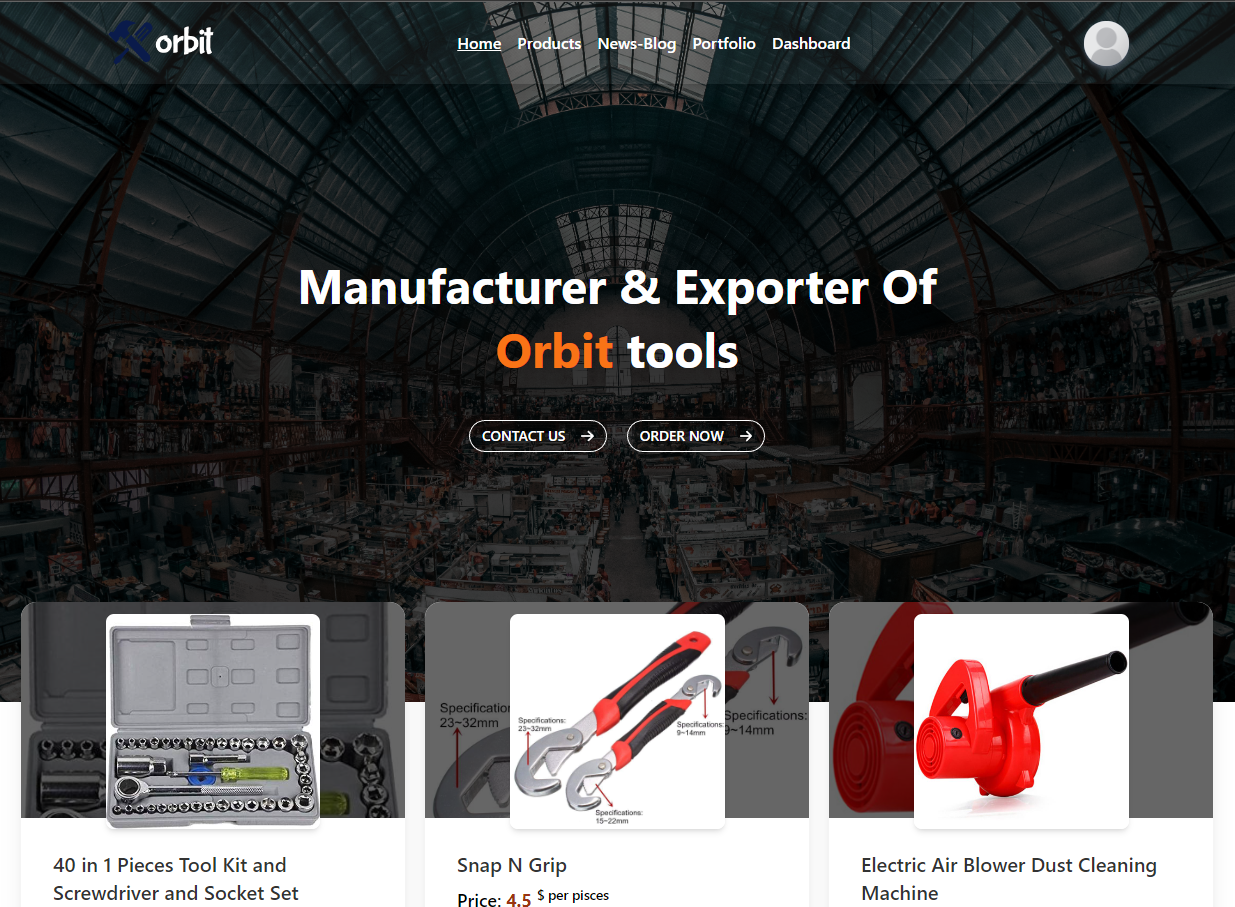 orbit
Home Products News-Blog Portfolio Dashboard
Manufacturer & Exporter Of
Orbit tools
CONTACT US →
ORDER NOW →
Specifications:
23~32mm
Specifications:
9~14mm
Specifications:
23~32mm
Specifications:
9~14mm
Specifications:
15~22mm
40 in 1 Pieces Tool Kit and
Screwdriver and Socket Set
Snap N Grip
Price: 4.5 $ per pisces
Electric Air Blower Dust Cleaning
Machine